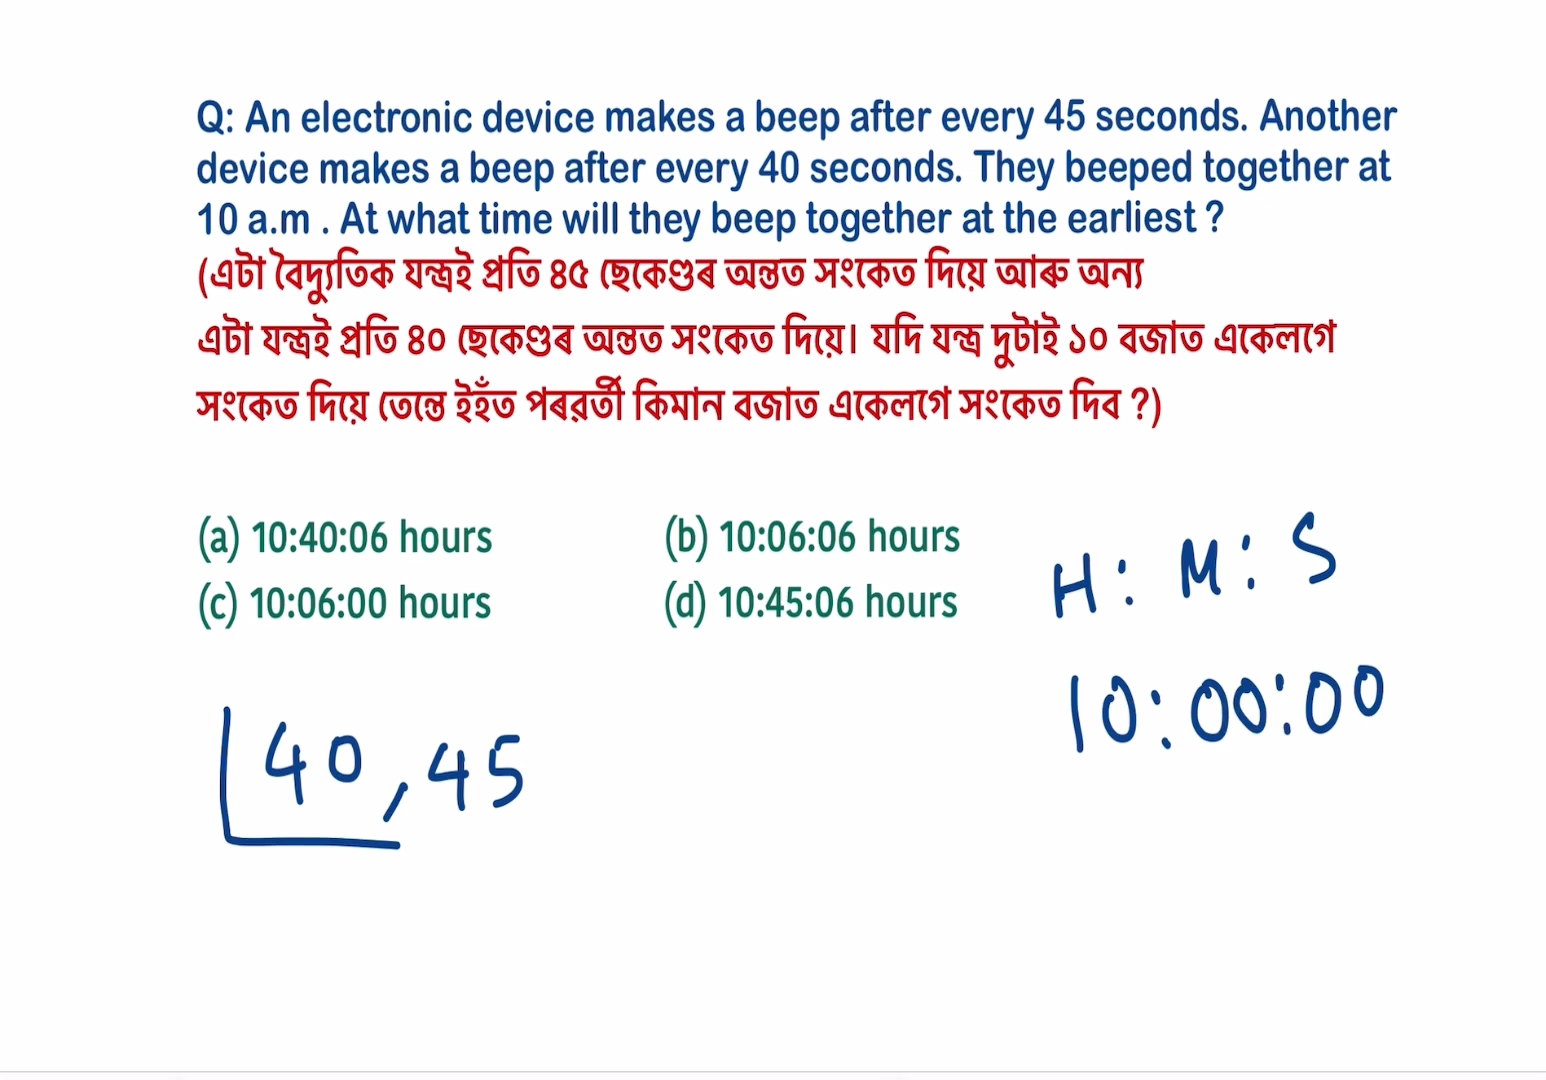 Q: An electronic device makes a beep after every 45 seconds. Another
device makes a beep after every 40 seconds. They beeped together at
10 a.m . At what time will they beep together at the earliest ?
(এটা বৈদ্যুতিক যন্ত্ৰই প্ৰতি ৪৫ ছেকেণ্ডৰ অন্তত সংকেত দিয়ে আৰু অন্য
এটা যন্ত্ৰই প্ৰতি ৪০ ছেকেণ্ডৰ অন্তত সংকেত দিয়ে। যদি যন্ত্ৰ দুটাই ১০ বজাত একেলগে
সংকেত দিয়ে তেন্তে ইহঁত পৰৱৰ্তী কিমান বজাত একেলগে সংকেত দিব ?)
(a) 10:40:06 hours (b) 10:06:06 hours
(c) 10:06:00 hours (d) 10:45:06 hours
H : M : S
10:00:00
40, 45